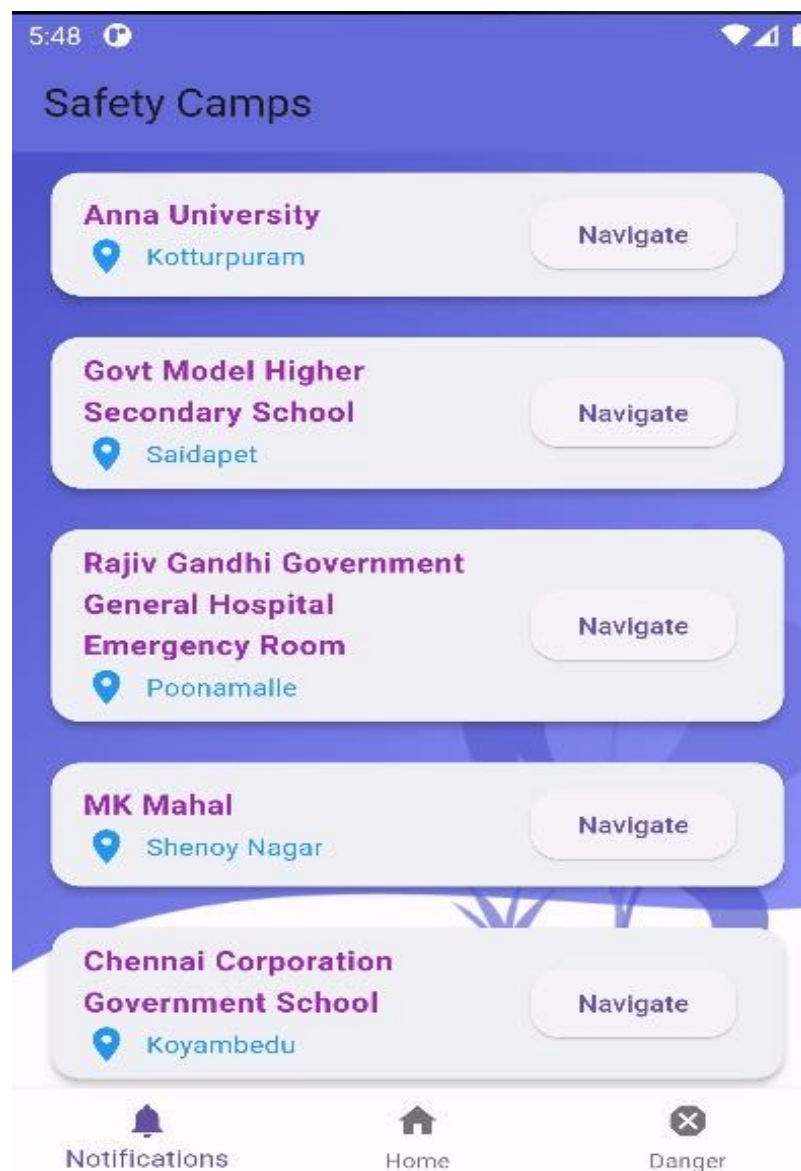 5:48
Safety Camps
Anna University
Kotturpuram
Navigate
Govt Model Higher
Secondary School
Saidapet
Navigate
Rajiv Gandhi Government
General Hospital
Emergency Room
Poonamalle
Navigate
MK Mahal
Shenoy Nagar
Navigate
Chennai Corporation
Government School
Koyambedu
Navigate
Notifications
Home
Danger